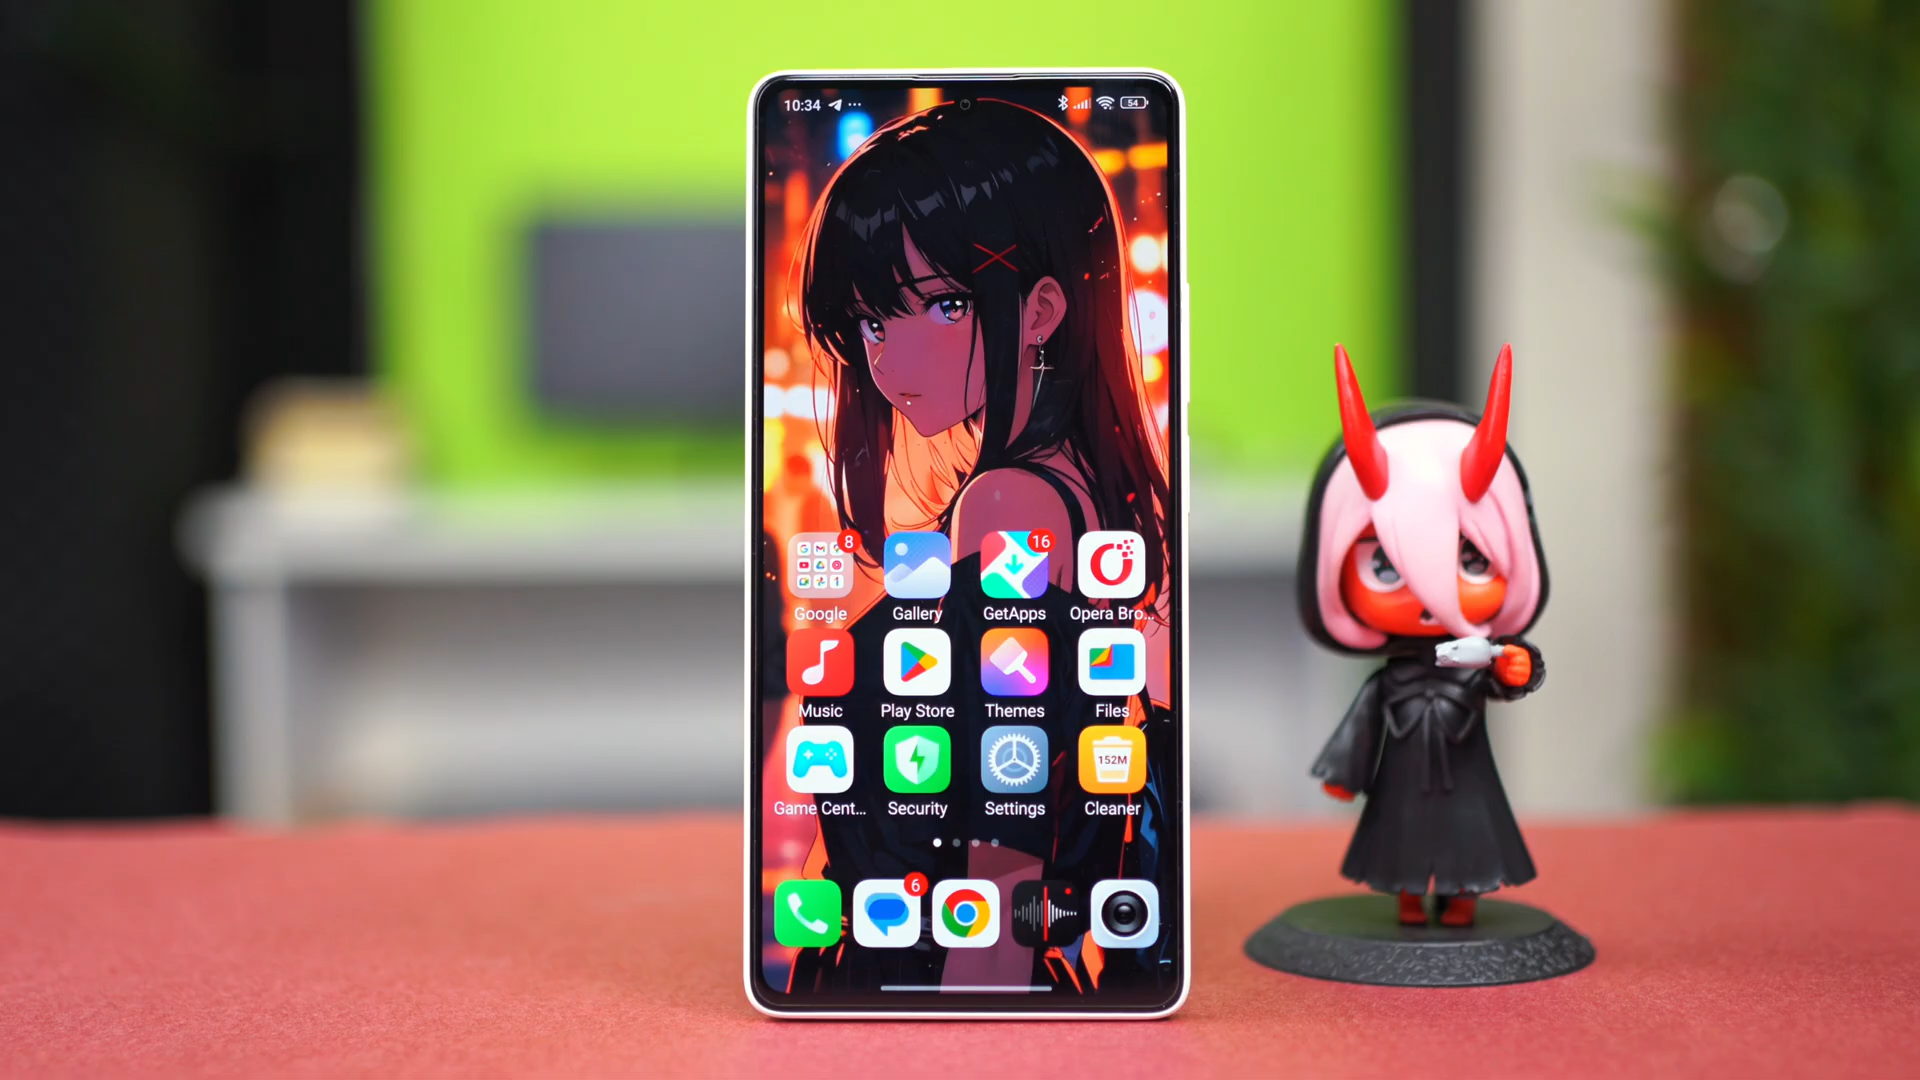 10:34 ... 54
8 16
Google Gallery GetApps Opera Bro...
Music Play Store Themes Files
152M
Game Cent... Security Settings Cleaner
6